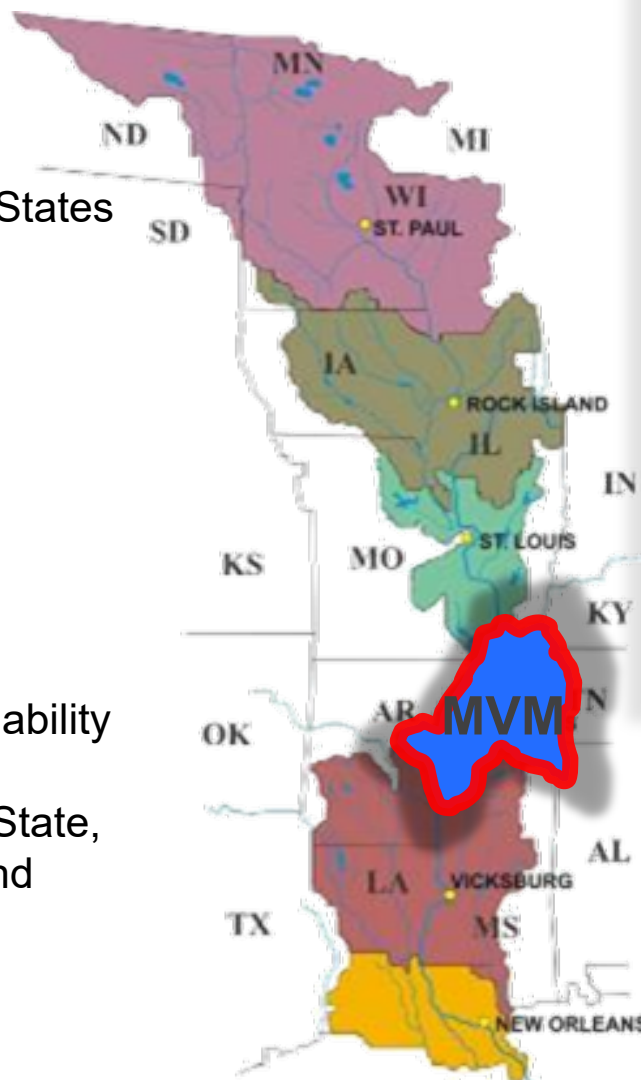 MN
ND
MI
States
WI
SD
ST. PAUL
IA
ROCK ISLAND
IL
IN
ST. LOUIS
KS
MO
KY
ability
AR
MVM
OK
State,
nd
AL
LA
VICKSBURG
TX
MS
NEW ORLEANS